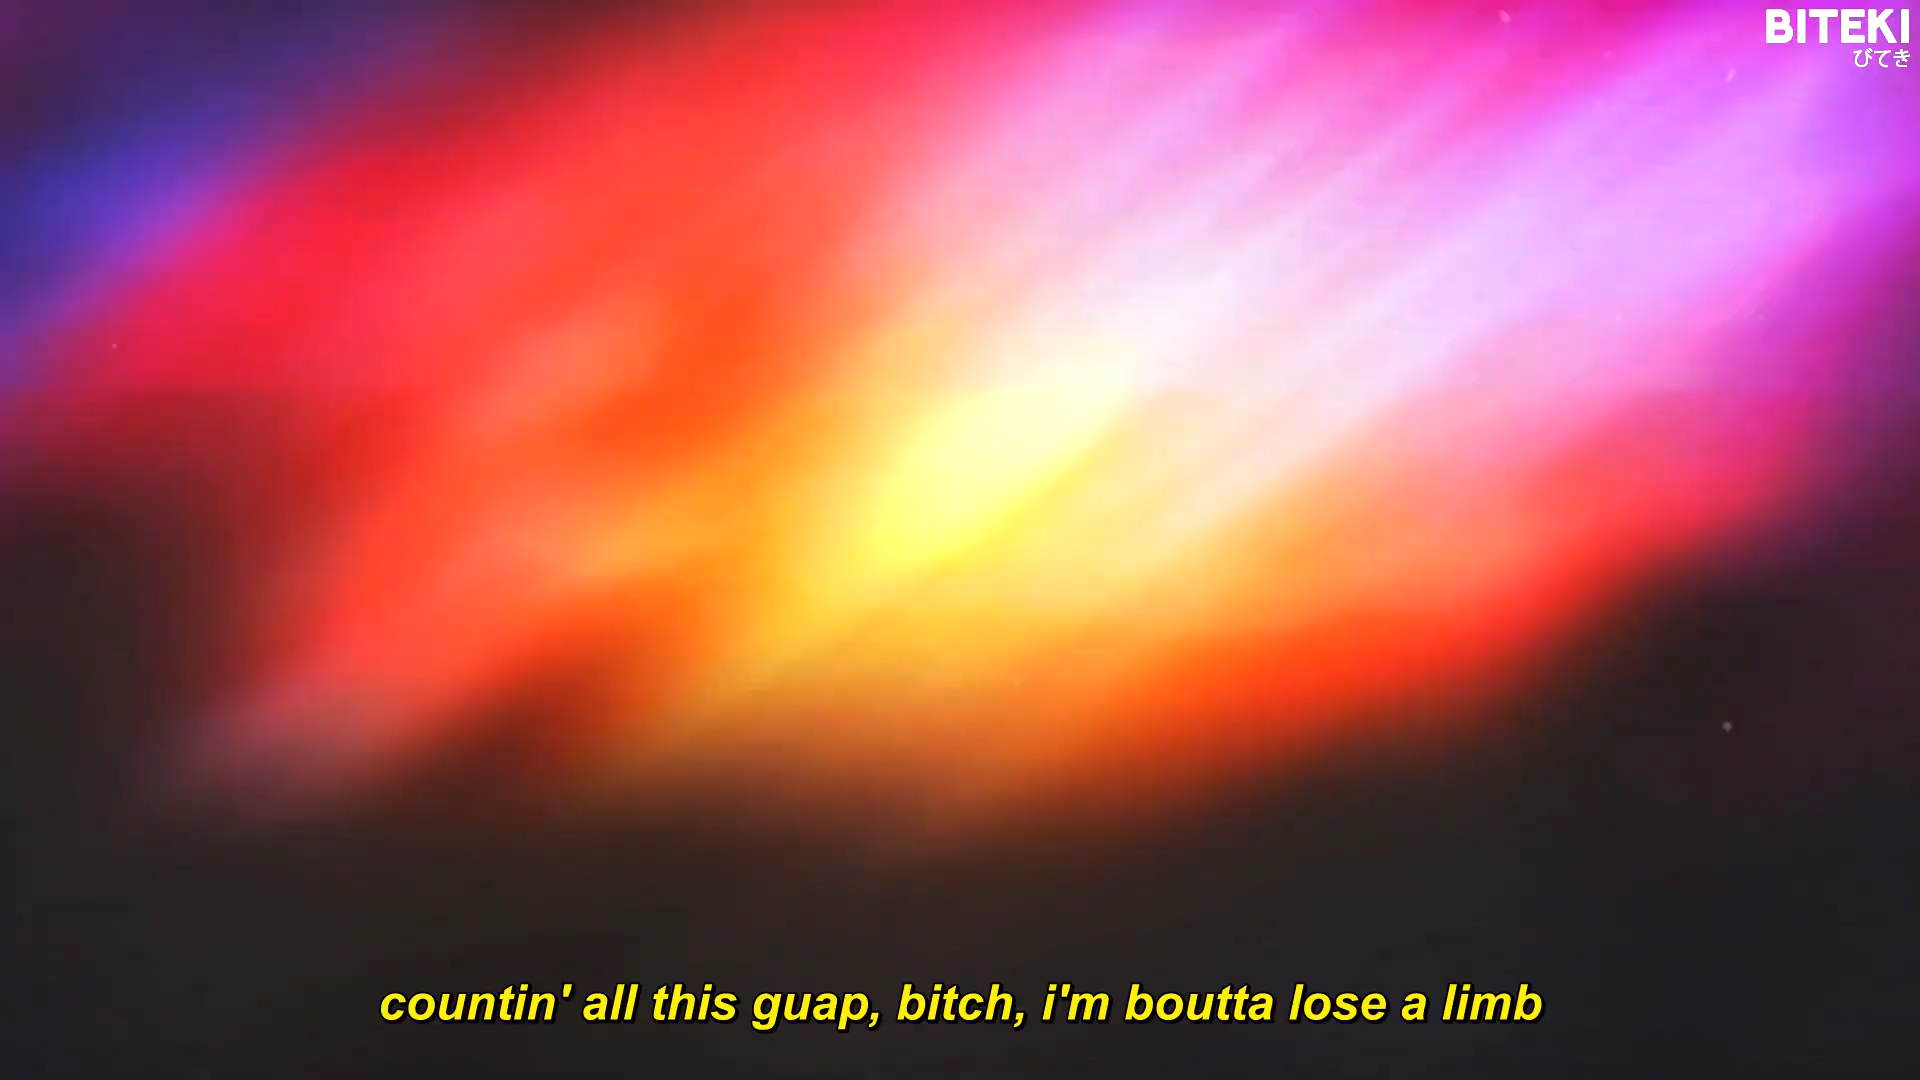 BITEKI
びてき
countin' all this guap, bitch, i'm boutta lose a limb